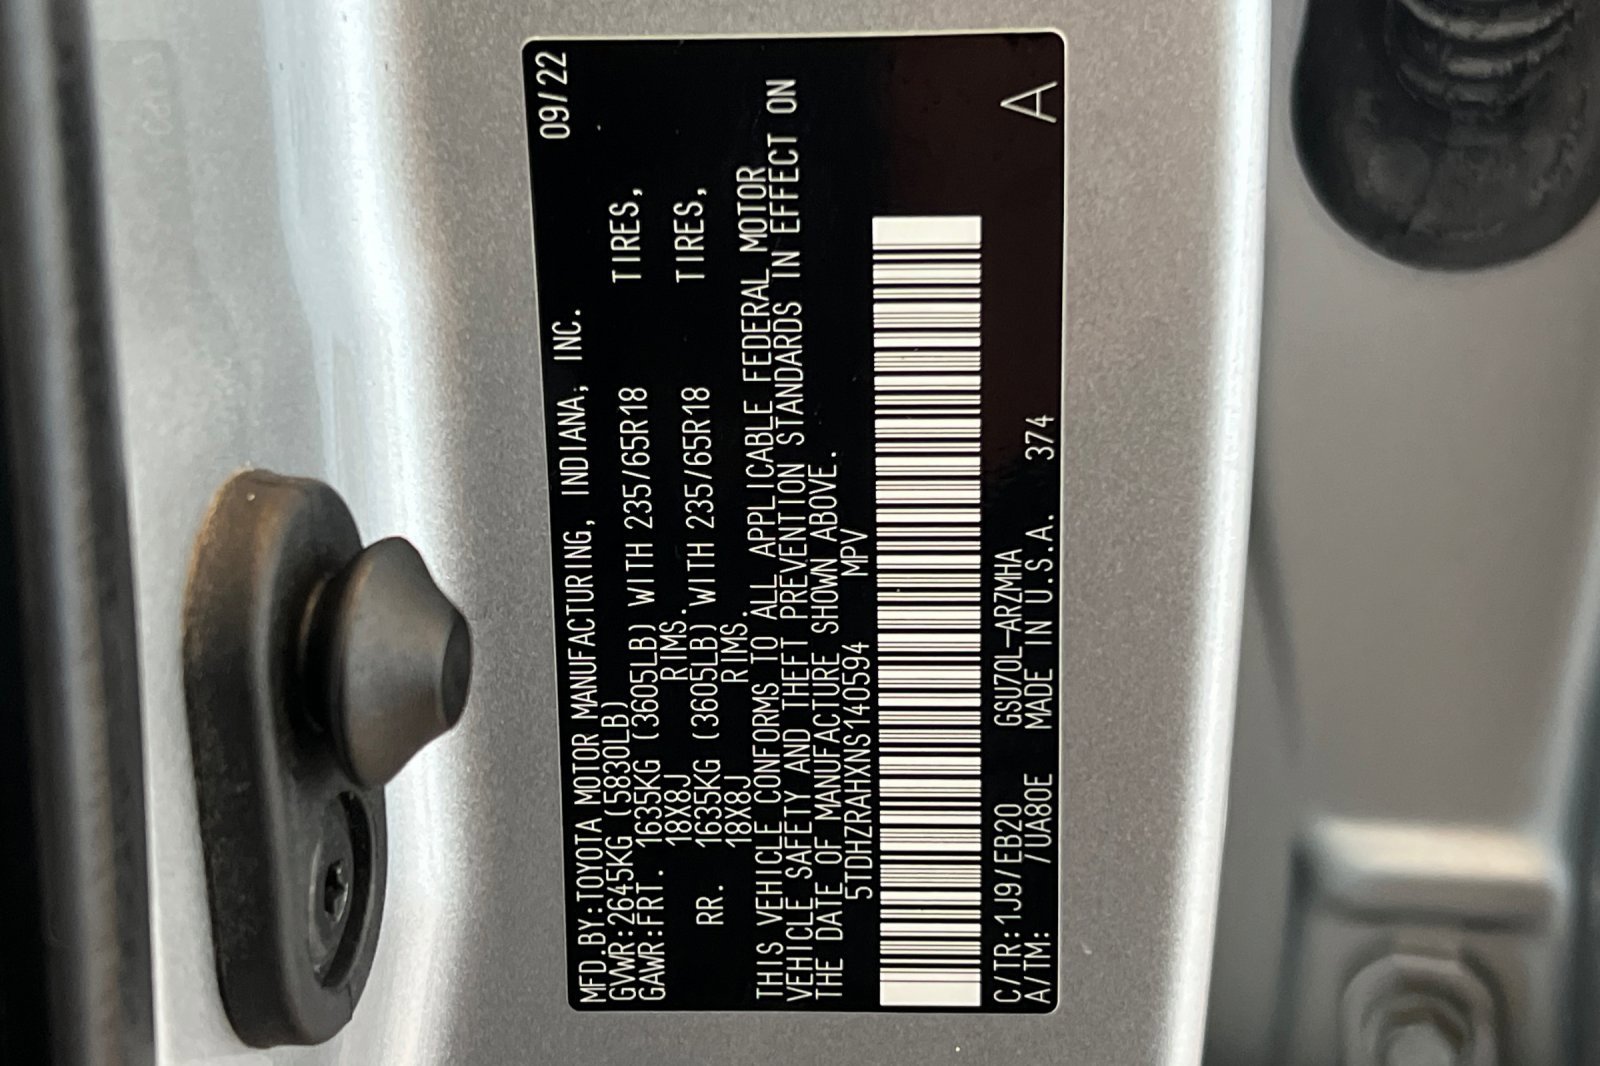 MFD.BY:TOYOTA MOTOR MANUFACTURING, INDIANA, INC. 09/22
GVWR:2645KG (5830LB)
GAWR:FRT. 1635KG (3605LB) WITH 235/65R18 TIRES,
18X8J RIMS.
RR. 1635KG (3605LB) WITH 235/65R18 TIRES,
18X8J RIMS.
THIS VEHICLE CONFORMS TO ALL APPLICABLE FEDERAL MOTOR
VEHICLE SAFETY AND THEFT PREVENTION STANDARDS IN EFFECT ON
THE DATE OF MANUFACTURE SHOWN ABOVE.
5TDHZRAHXNS140594 MPV
C/TR:1J9/EB20 GSU70L-ARZMHA
A/TM: /UA80E MADE IN U.S.A. 374 A